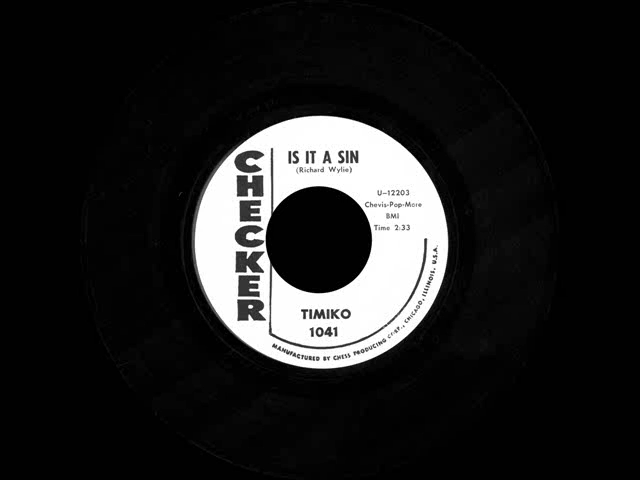 CHECKER
IS IT A SIN
(Richard Wylie)
U-12203
Chevis-Pop-More
BMI
Time 2:33
TIMIKO
1041
MANUFACTURED BY CHESS PRODUCING CORP., CHICAGO, ILLINOIS, U.S.A.